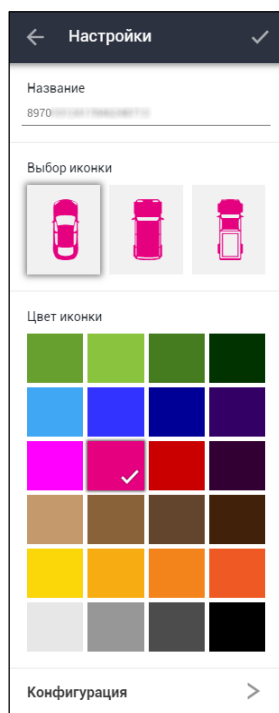 Настройки
Название
8970
Выбор иконки
Цвет иконки
Конфигурация